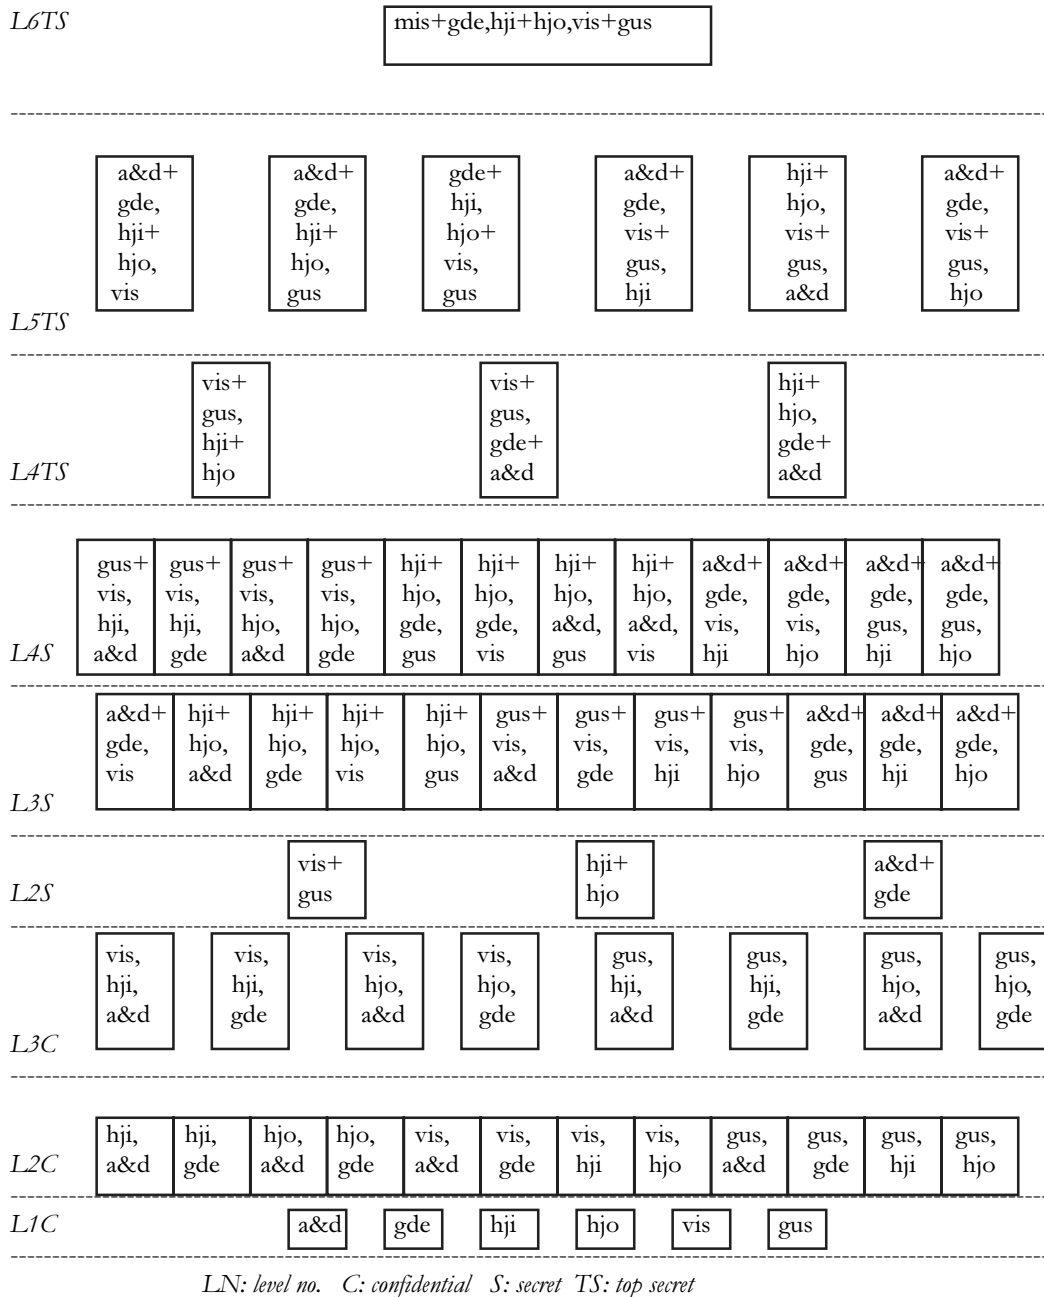 L6TS
mis+gde,hji+hjo,vis+gus
a&d+ a&d+ gde+ a&d+ hji+ a&d+
gde, gde, hji, gde, hjo, gde,
hji+ hji+ hjo+ vis+ vis+ vis+
hjo, hjo, vis, gus, gus, gus,
vis gus gus hji a&d hjo
L5TS
vis+ vis+ hji+
gus, gus, hjo,
hji+ gde+ gde+
hjo a&d a&d
L4TS
gus+ gus+ gus+ gus+ hji+ hji+ hji+ hji+ a&d+ a&d+ a&d+ a&d+
vis, vis, vis, vis, hjo, hjo, hjo, hjo, gde, gde, gde, gde,
hji, hji, hjo, hjo, gde, gde, a&d, a&d, vis, vis, gus, gus,
a&d gde a&d gde gus vis gus vis hji hjo hji hjo
L4S
a&d+ hji+ hji+ hji+ hji+ gus+ gus+ gus+ gus+ a&d+ a&d+ a&d+
gde, hjo, hjo, hjo, hjo, vis, vis, vis, vis, gde, gde, gde,
vis a&d gde vis gus a&d gde hji hjo gus hji hjo
L3S
vis+ hji+ a&d+
gus hjo gde
L2S
vis, vis, vis, vis, gus, gus, gus, gus,
hji, hji, hjo, hjo, hji, hji, hjo, hjo,
a&d gde a&d gde a&d gde a&d gde
L3C
hji, hji, hjo, hjo, vis, vis, vis, vis, gus, gus, gus, gus,
a&d gde a&d gde a&d gde hji hjo a&d gde hji hjo
L2C
L1C a&d gde hji hjo vis gus
LN: level no. C: confidential S: secret TS: top secret